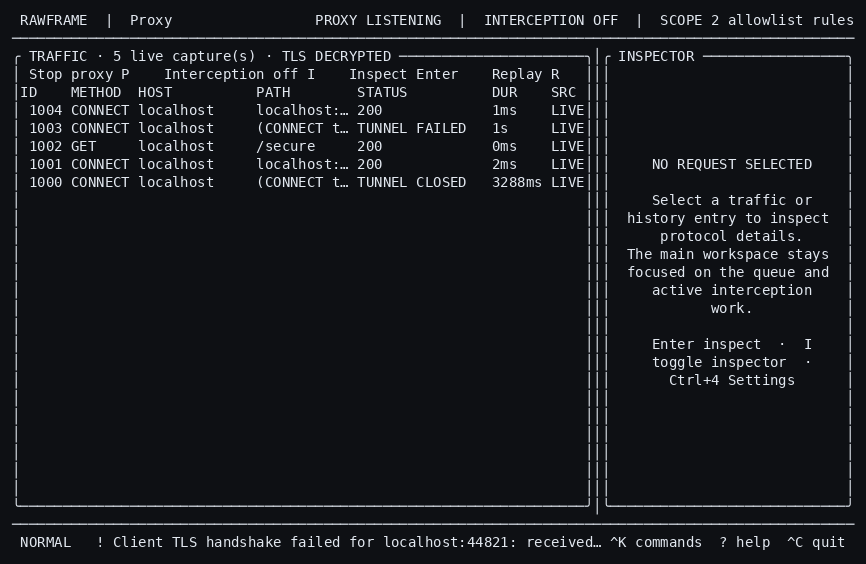 RAWFRAME | Proxy PROXY LISTENING | INTERCEPTION OFF | SCOPE 2 allowlist rules
TRAFFIC · 5 live capture(s) · TLS DECRYPTED
Stop proxy P Interception off I Inspect Enter Replay R
ID METHOD HOST PATH STATUS DUR SRC
1004 CONNECT localhost localhost:… 200 1ms LIVE
1003 CONNECT localhost (CONNECT t… TUNNEL FAILED 1s LIVE
1002 GET localhost /secure 200 0ms LIVE
1001 CONNECT localhost localhost:… 200 2ms LIVE
1000 CONNECT localhost (CONNECT t… TUNNEL CLOSED 3288ms LIVE
INSPECTOR
NO REQUEST SELECTED
Select a traffic or
history entry to inspect
protocol details.
The main workspace stays
focused on the queue and
active interception
work.
Enter inspect · I
toggle inspector ·
Ctrl+4 Settings
NORMAL ! Client TLS handshake failed for localhost:44821: received… ^K commands ? help ^C quit